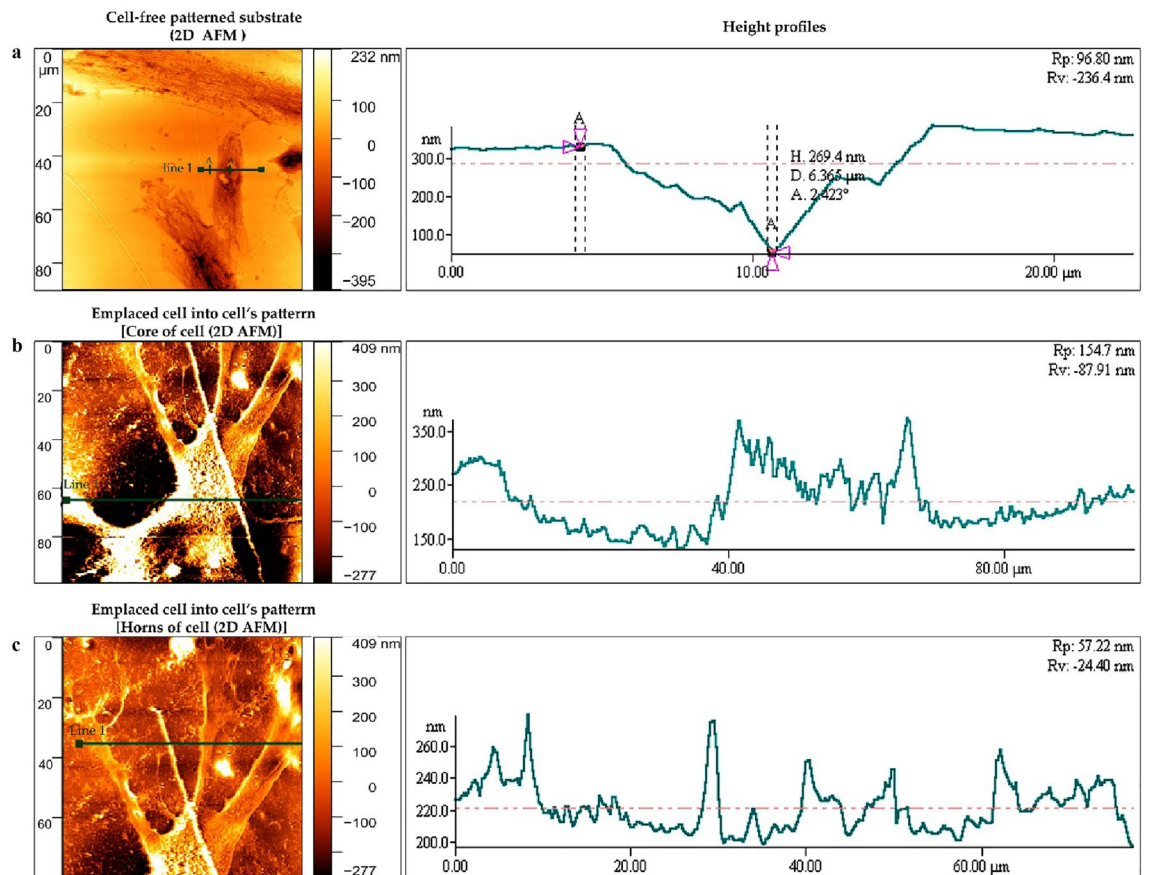 Cell-free patterned substrate
(2D AFM )
Height profiles
a
0
μm
20
40
60
80
line 1
A
A
232 nm
100
0
−100
−200
−300
−395
Rp: 96.80 nm
Rv: -236.4 nm
nm
300.0
200.0
100.0
A
H. 269.4 nm
D. 6.365 μm
A. 2.423°
A
0.00
10.00
20.00
μm
Emplaced cell into cell's patterrn
[Core of cell (2D AFM)]
b
0
20
40
60
80
Line 1
409 nm
300
200
100
0
−100
−277
Rp: 154.7 nm
Rv: -87.91 nm
nm
350.0
250.0
150.0
0.00
40.00
80.00 μm
Emplaced cell into cell's patterrn
[Horns of cell (2D AFM)]
c
0
20
40
60
Line 1
409 nm
300
200
100
0
−100
−277
Rp: 57.22 nm
Rv: -24.40 nm
nm
260.0
240.0
220.0
200.0
0.00
20.00
40.00
60.00 μm